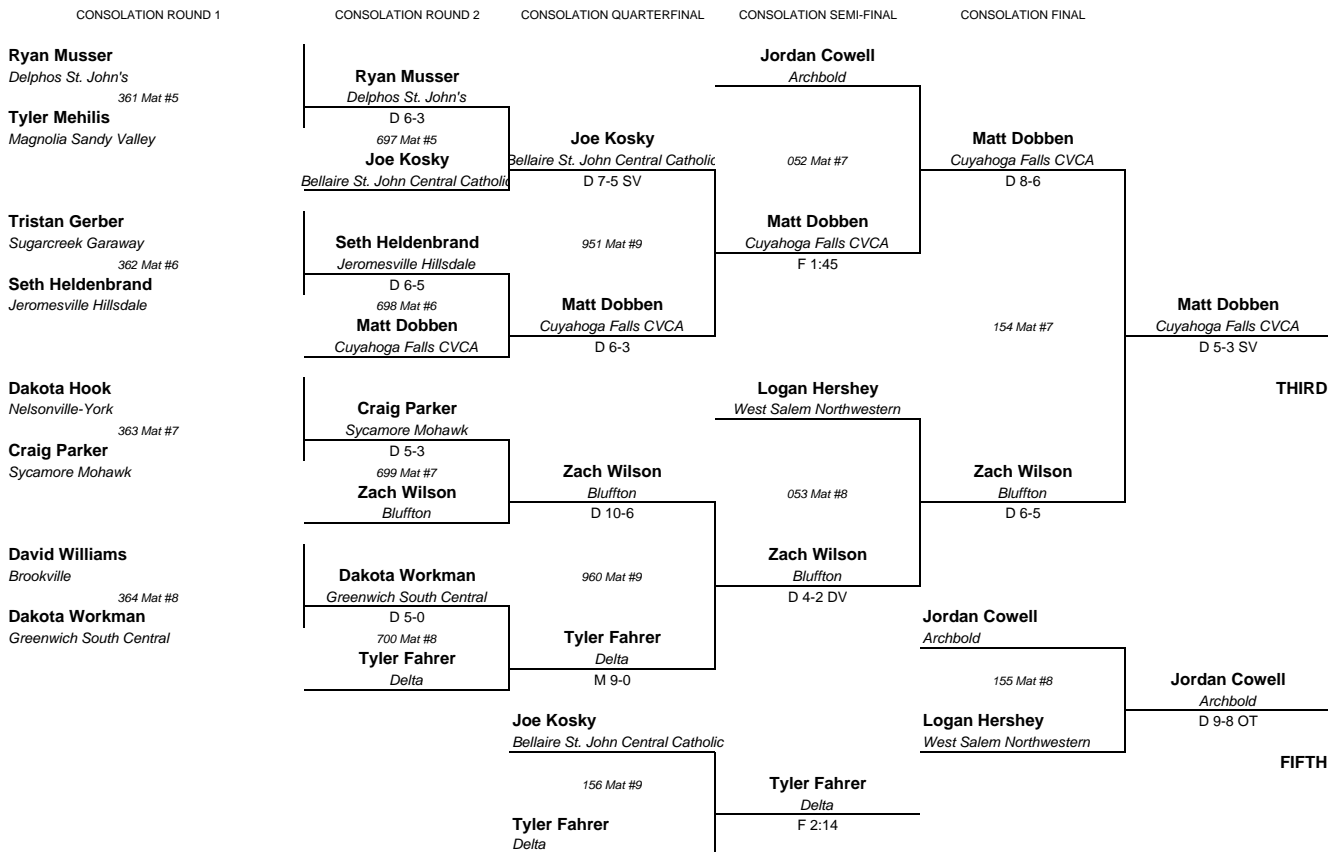 CONSOLATION ROUND 1
CONSOLATION ROUND 2
CONSOLATION QUARTERFINAL
CONSOLATION SEMI-FINAL
CONSOLATION FINAL
Ryan Musser
Delphos St. John's
361 Mat #5
Tyler Mehilis
Magnolia Sandy Valley
Tristan Gerber
Sugarcreek Garaway
362 Mat #6
Seth Heldenbrand
Jeromesville Hillsdale
Dakota Hook
Nelsonville-York
363 Mat #7
Craig Parker
Sycamore Mohawk
David Williams
Brookville
364 Mat #8
Dakota Workman
Greenwich South Central
Ryan Musser
Delphos St. John's
D 6-3
697 Mat #5
Joe Kosky
Bellaire St. John Central Catholic
Seth Heldenbrand
Jeromesville Hillsdale
D 6-5
698 Mat #6
Matt Dobben
Cuyahoga Falls CVCA
Craig Parker
Sycamore Mohawk
D 5-3
699 Mat #7
Zach Wilson
Bluffton
Dakota Workman
Greenwich South Central
D 5-0
700 Mat #8
Tyler Fahrer
Delta
Joe Kosky
Bellaire St. John Central Catholic
D 7-5 SV
951 Mat #9
Matt Dobben
Cuyahoga Falls CVCA
D 6-3
Zach Wilson
Bluffton
D 10-6
960 Mat #9
Tyler Fahrer
Delta
M 9-0
Joe Kosky
Bellaire St. John Central Catholic
156 Mat #9
Tyler Fahrer
Delta
Jordan Cowell
Archbold
052 Mat #7
Matt Dobben
Cuyahoga Falls CVCA
F 1:45
Logan Hershey
West Salem Northwestern
053 Mat #8
Zach Wilson
Bluffton
D 4-2 DV
Tyler Fahrer
Delta
F 2:14
Matt Dobben
Cuyahoga Falls CVCA
D 8-6
154 Mat #7
Zach Wilson
Bluffton
D 6-5
Jordan Cowell
Archbold
155 Mat #8
Logan Hershey
West Salem Northwestern
Matt Dobben
Cuyahoga Falls CVCA
D 5-3 SV
THIRD
Jordan Cowell
Archbold
D 9-8 OT
FIFTH